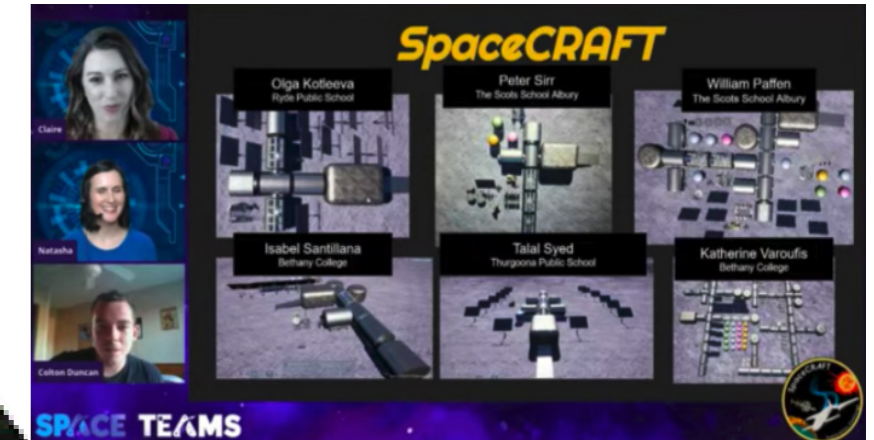 SpaceCRAFT
Claire
Olga Kotleeva
Ryde Public School
Peter Sirr
The Scots School Albury
William Paffen
The Scots School Albury
Natasha
Isabel Santillana
Bethany College
Talal Syed
Thurgoona Public School
Katherine Varoufis
Bethany College
Colton Duncan
SPACE TEAMS
SpaceCRAFT